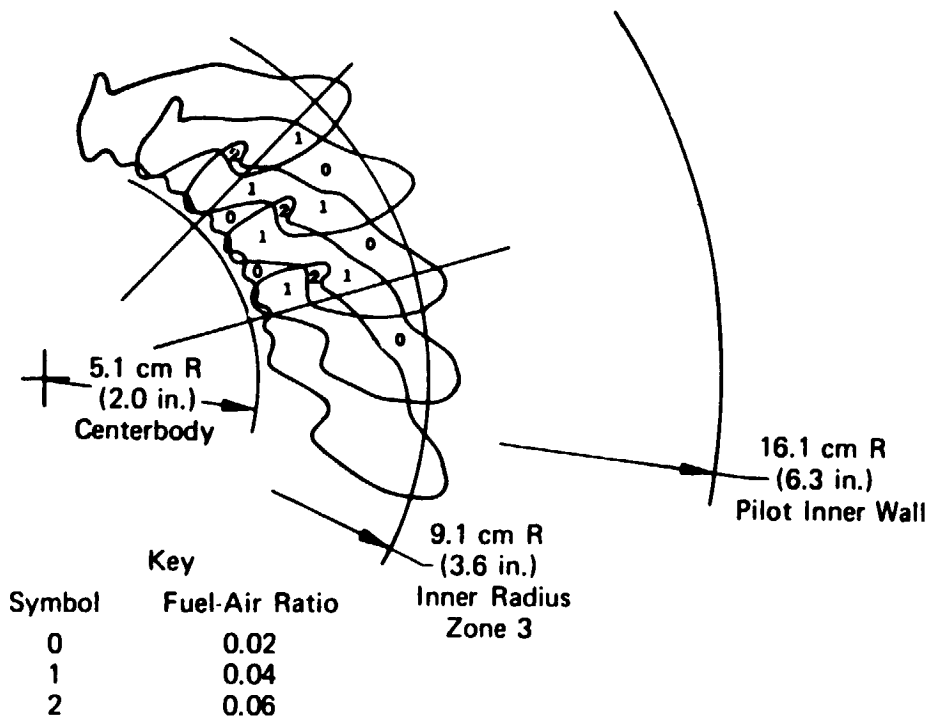 1
2
0
1
0
2
1
1
0
0
2
1
1
0
5.1 cm R
(2.0 in.)
Centerbody
16.1 cm R
(6.3 in.)
Pilot Inner Wall
9.1 cm R
(3.6 in.)
Inner Radius
Zone 3
Key
Symbol Fuel-Air Ratio
0 0.02
1 0.04
2 0.06